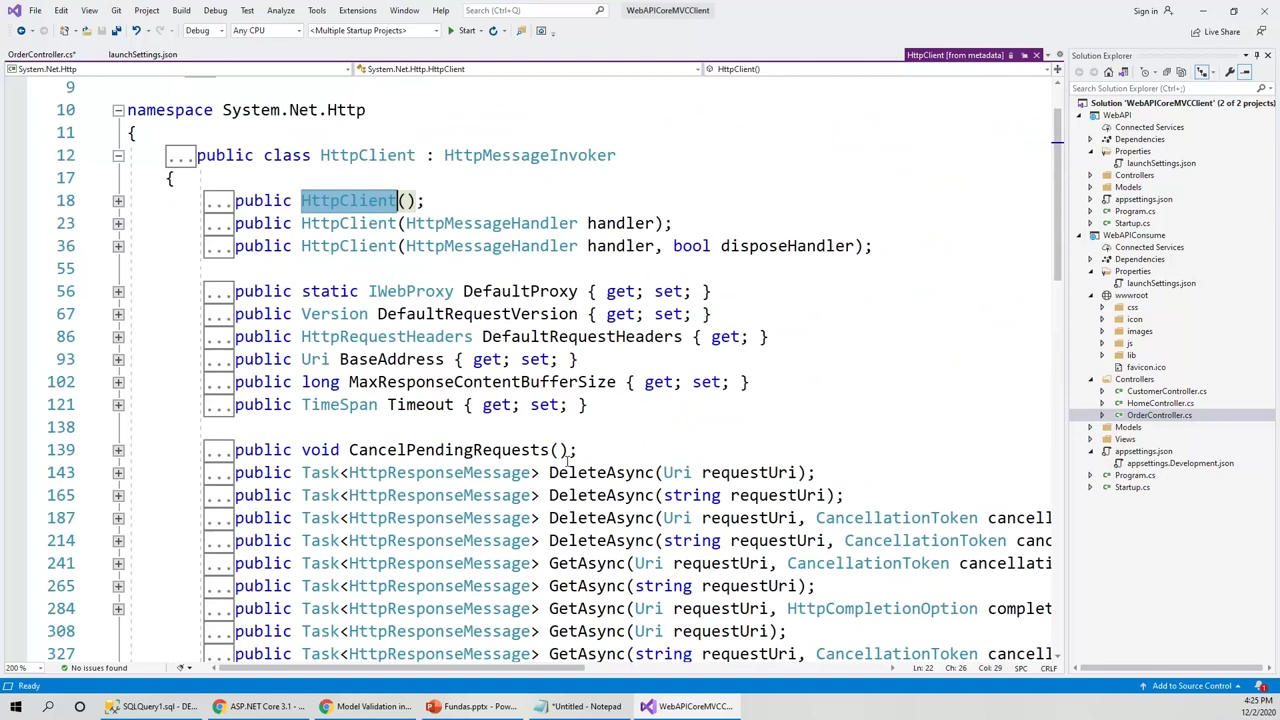 File Edit View Git Project Build Debug Test Analyze Tools Extensions Window Help Search (Ctrl+Q) WebAPICoreMVCClient Sign in
Debug Any CPU <Multiple Startup Projects> Start Live Share
OrderController.cs* launchSettings.json HttpClient [from metadata] Solution Explorer
System.Net.Http System.Net.Http.HttpClient HttpClient()
Search Solution Explorer (Ctrl+;)
Solution 'WebAPICoreMVCClient' (2 of 2 projects)
WebAPI
Connected Services
Dependencies
Properties
launchSettings.json
Controllers
Models
appsettings.json
Program.cs
Startup.cs
WebAPIConsume
Connected Services
Dependencies
Properties
launchSettings.json
wwwroot
css
icon
images
js
lib
favicon.ico
Controllers
CustomerController.cs
HomeController.cs
OrderController.cs
Models
Views
appsettings.json
appsettings.Development.json
Program.cs
Startup.cs
9
10 namespace System.Net.Http
11 {
12 ... public class HttpClient : HttpMessageInvoker
17 {
18 ... public HttpClient();
23 ... public HttpClient(HttpMessageHandler handler);
36 ... public HttpClient(HttpMessageHandler handler, bool disposeHandler);
55
56 ... public static IWebProxy DefaultProxy { get; set; }
67 ... public Version DefaultRequestVersion { get; set; }
86 ... public HttpRequestHeaders DefaultRequestHeaders { get; }
93 ... public Uri BaseAddress { get; set; }
102 ... public long MaxResponseContentBufferSize { get; set; }
121 ... public TimeSpan Timeout { get; set; }
138
139 ... public void CancelPendingRequests();
143 ... public Task<HttpResponseMessage> DeleteAsync(Uri requestUri);
165 ... public Task<HttpResponseMessage> DeleteAsync(string requestUri);
187 ... public Task<HttpResponseMessage> DeleteAsync(Uri requestUri, CancellationToken cancell
214 ... public Task<HttpResponseMessage> DeleteAsync(string requestUri, CancellationToken canc
241 ... public Task<HttpResponseMessage> GetAsync(Uri requestUri, CancellationToken cancellati
265 ... public Task<HttpResponseMessage> GetAsync(string requestUri);
284 ... public Task<HttpResponseMessage> GetAsync(Uri requestUri, HttpCompletionOption complet
308 ... public Task<HttpResponseMessage> GetAsync(Uri requestUri);
327 ... public Task<HttpResponseMessage> GetAsync(string requestUri, CancellationToken cancell
200 % No issues found Ln: 22 Ch: 26 Col: 29 SPC CRLF
Ready Add to Source Control 1
SQLQuery1.sql - DE... ASP.NET Core 3.1 - ... Model Validation in... Fundas.pptx - Pow... *Untitled - Notepad WebAPICoreMVCC... 4:25 PM
12/2/2020